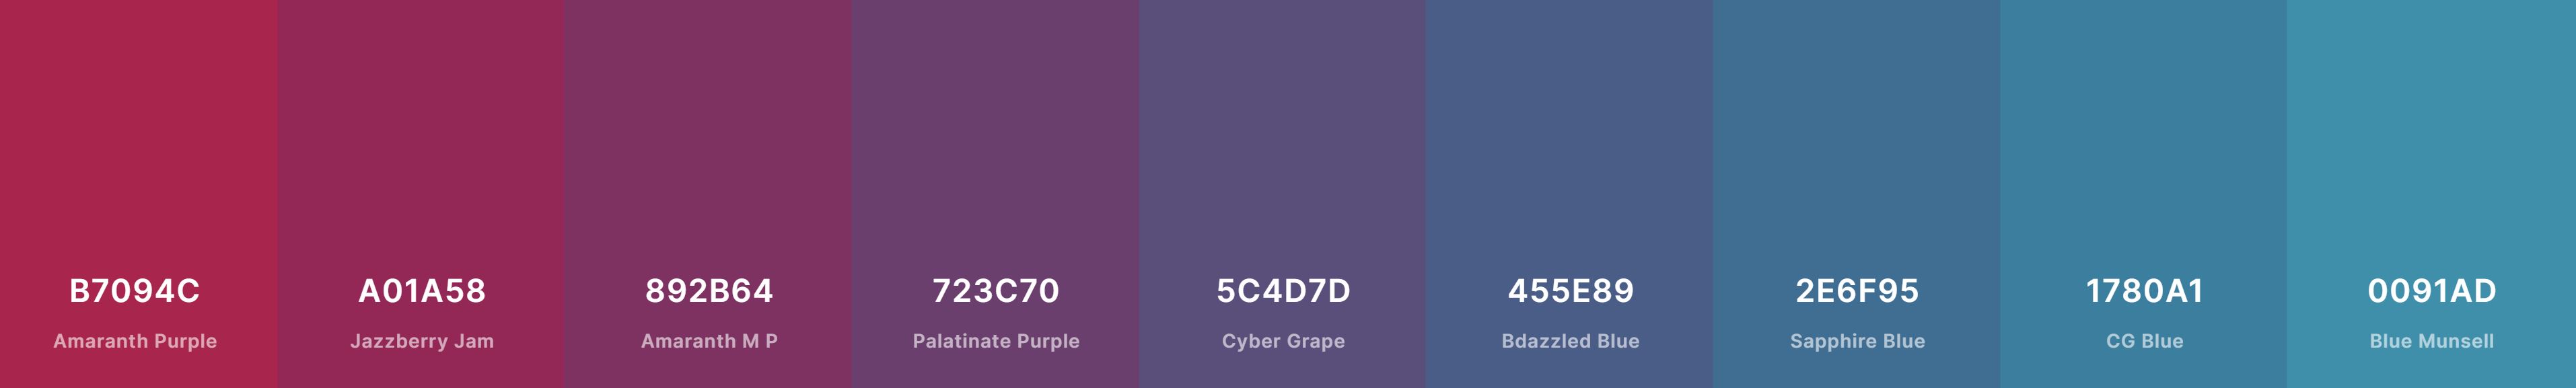 B7094C A01A58 892B64 723C70 5C4D7D 455E89 2E6F95 1780A1 0091AD
Amaranth Purple Jazzberry Jam Amaranth M P Palatinate Purple Cyber Grape Bdazzled Blue Sapphire Blue CG Blue Blue Munsell